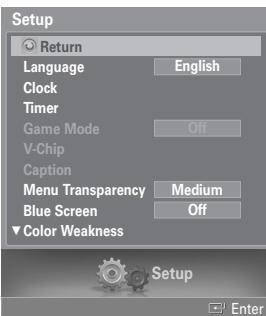 Setup
Return
Language English
Clock
Timer
Game Mode Off
V-Chip
Caption
Menu Transparency Medium
Blue Screen Off
▼ Color Weakness
Setup
Enter